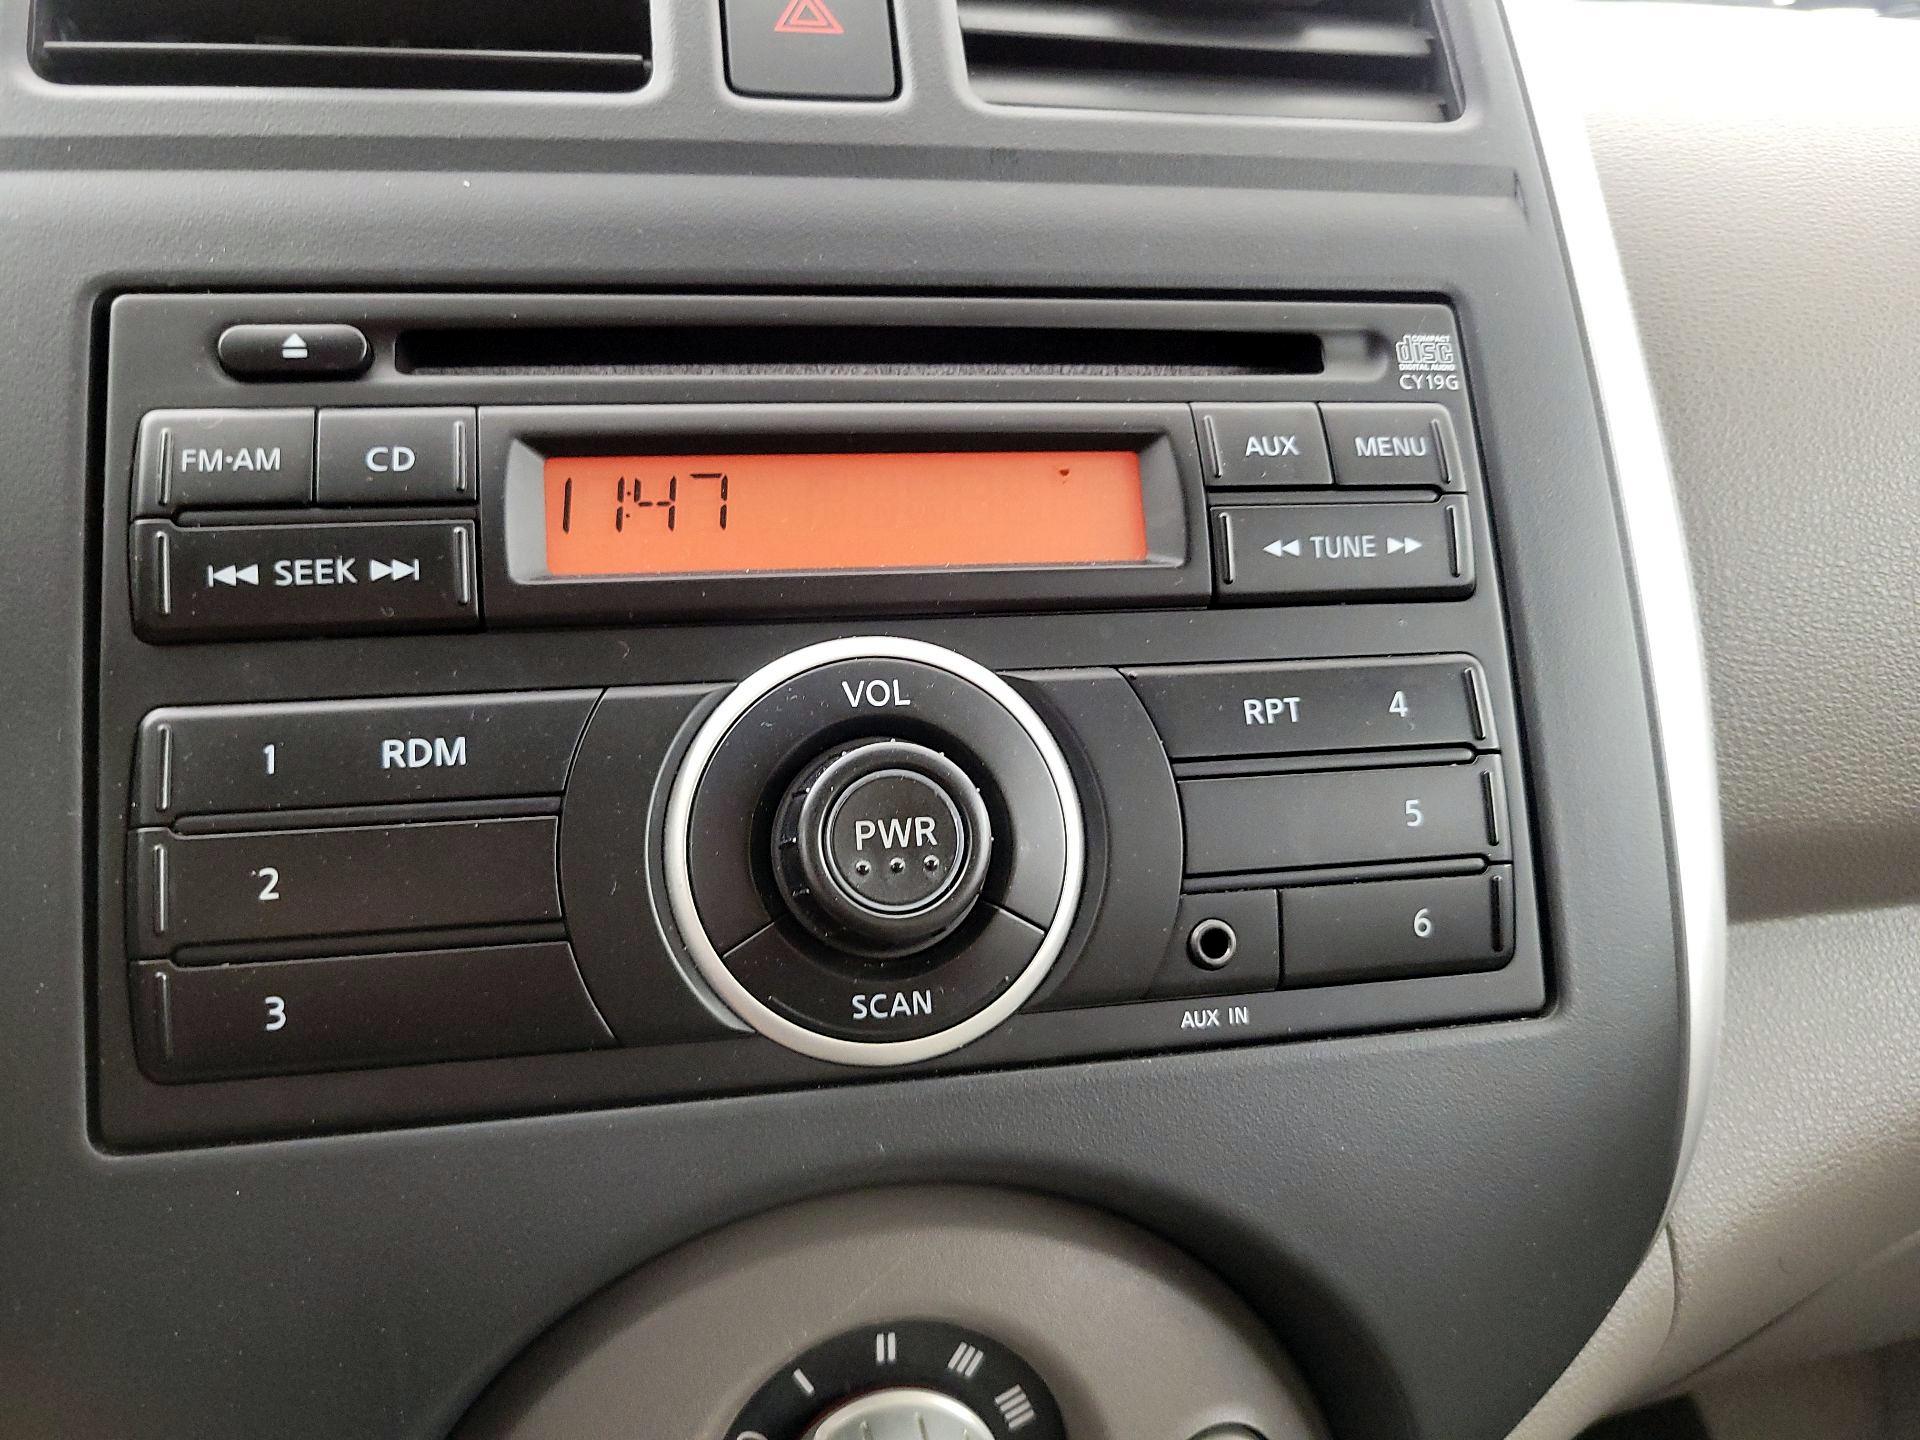 COMPACT
disc
DIGITAL AUDIO
CY19G
FM·AM CD
11:47
AUX MENU
SEEK
TUNE
VOL
1 RDM
RPT 4
PWR
2
5
3
6
SCAN
AUX IN